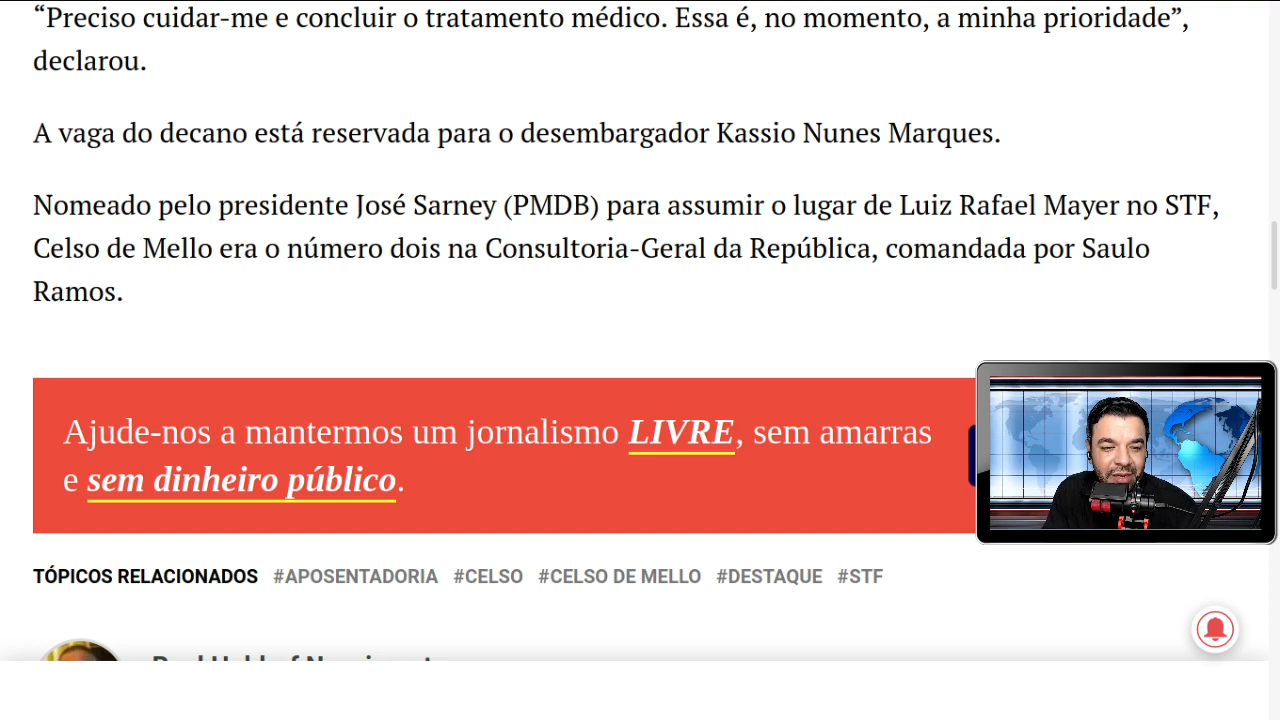 “Preciso cuidar-me e concluir o tratamento médico. Essa é, no momento, a minha prioridade”,
declarou.
A vaga do decano está reservada para o desembargador Kassio Nunes Marques.
Nomeado pelo presidente José Sarney (PMDB) para assumir o lugar de Luiz Rafael Mayer no STF,
Celso de Mello era o número dois na Consultoria-Geral da República, comandada por Saulo
Ramos.
Ajude-nos a mantermos um jornalismo LIVRE, sem amarras
e sem dinheiro público.
TÓPICOS RELACIONADOS #APOSENTADORIA #CELSO #CELSO DE MELLO #DESTAQUE #STF